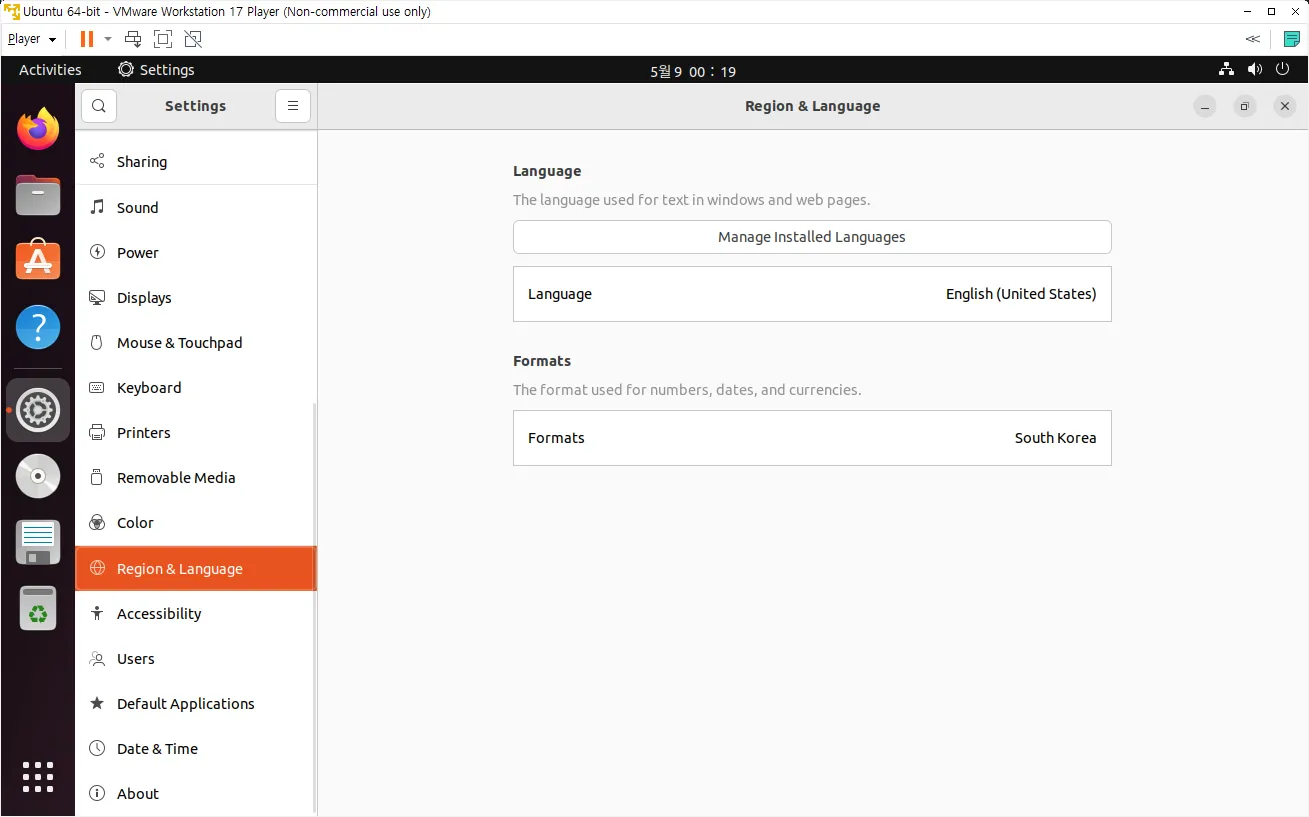 Ubuntu 64-bit - VMware Workstation 17 Player (Non-commercial use only)
Player
Activities
Settings
5월 9 00 : 19
Settings
Region & Language
Sharing
Sound
Power
Displays
Mouse & Touchpad
Keyboard
Printers
Removable Media
Color
Region & Language
Accessibility
Users
Default Applications
Date & Time
About
Language
The language used for text in windows and web pages.
Manage Installed Languages
Language English (United States)
Formats
The format used for numbers, dates, and currencies.
Formats South Korea